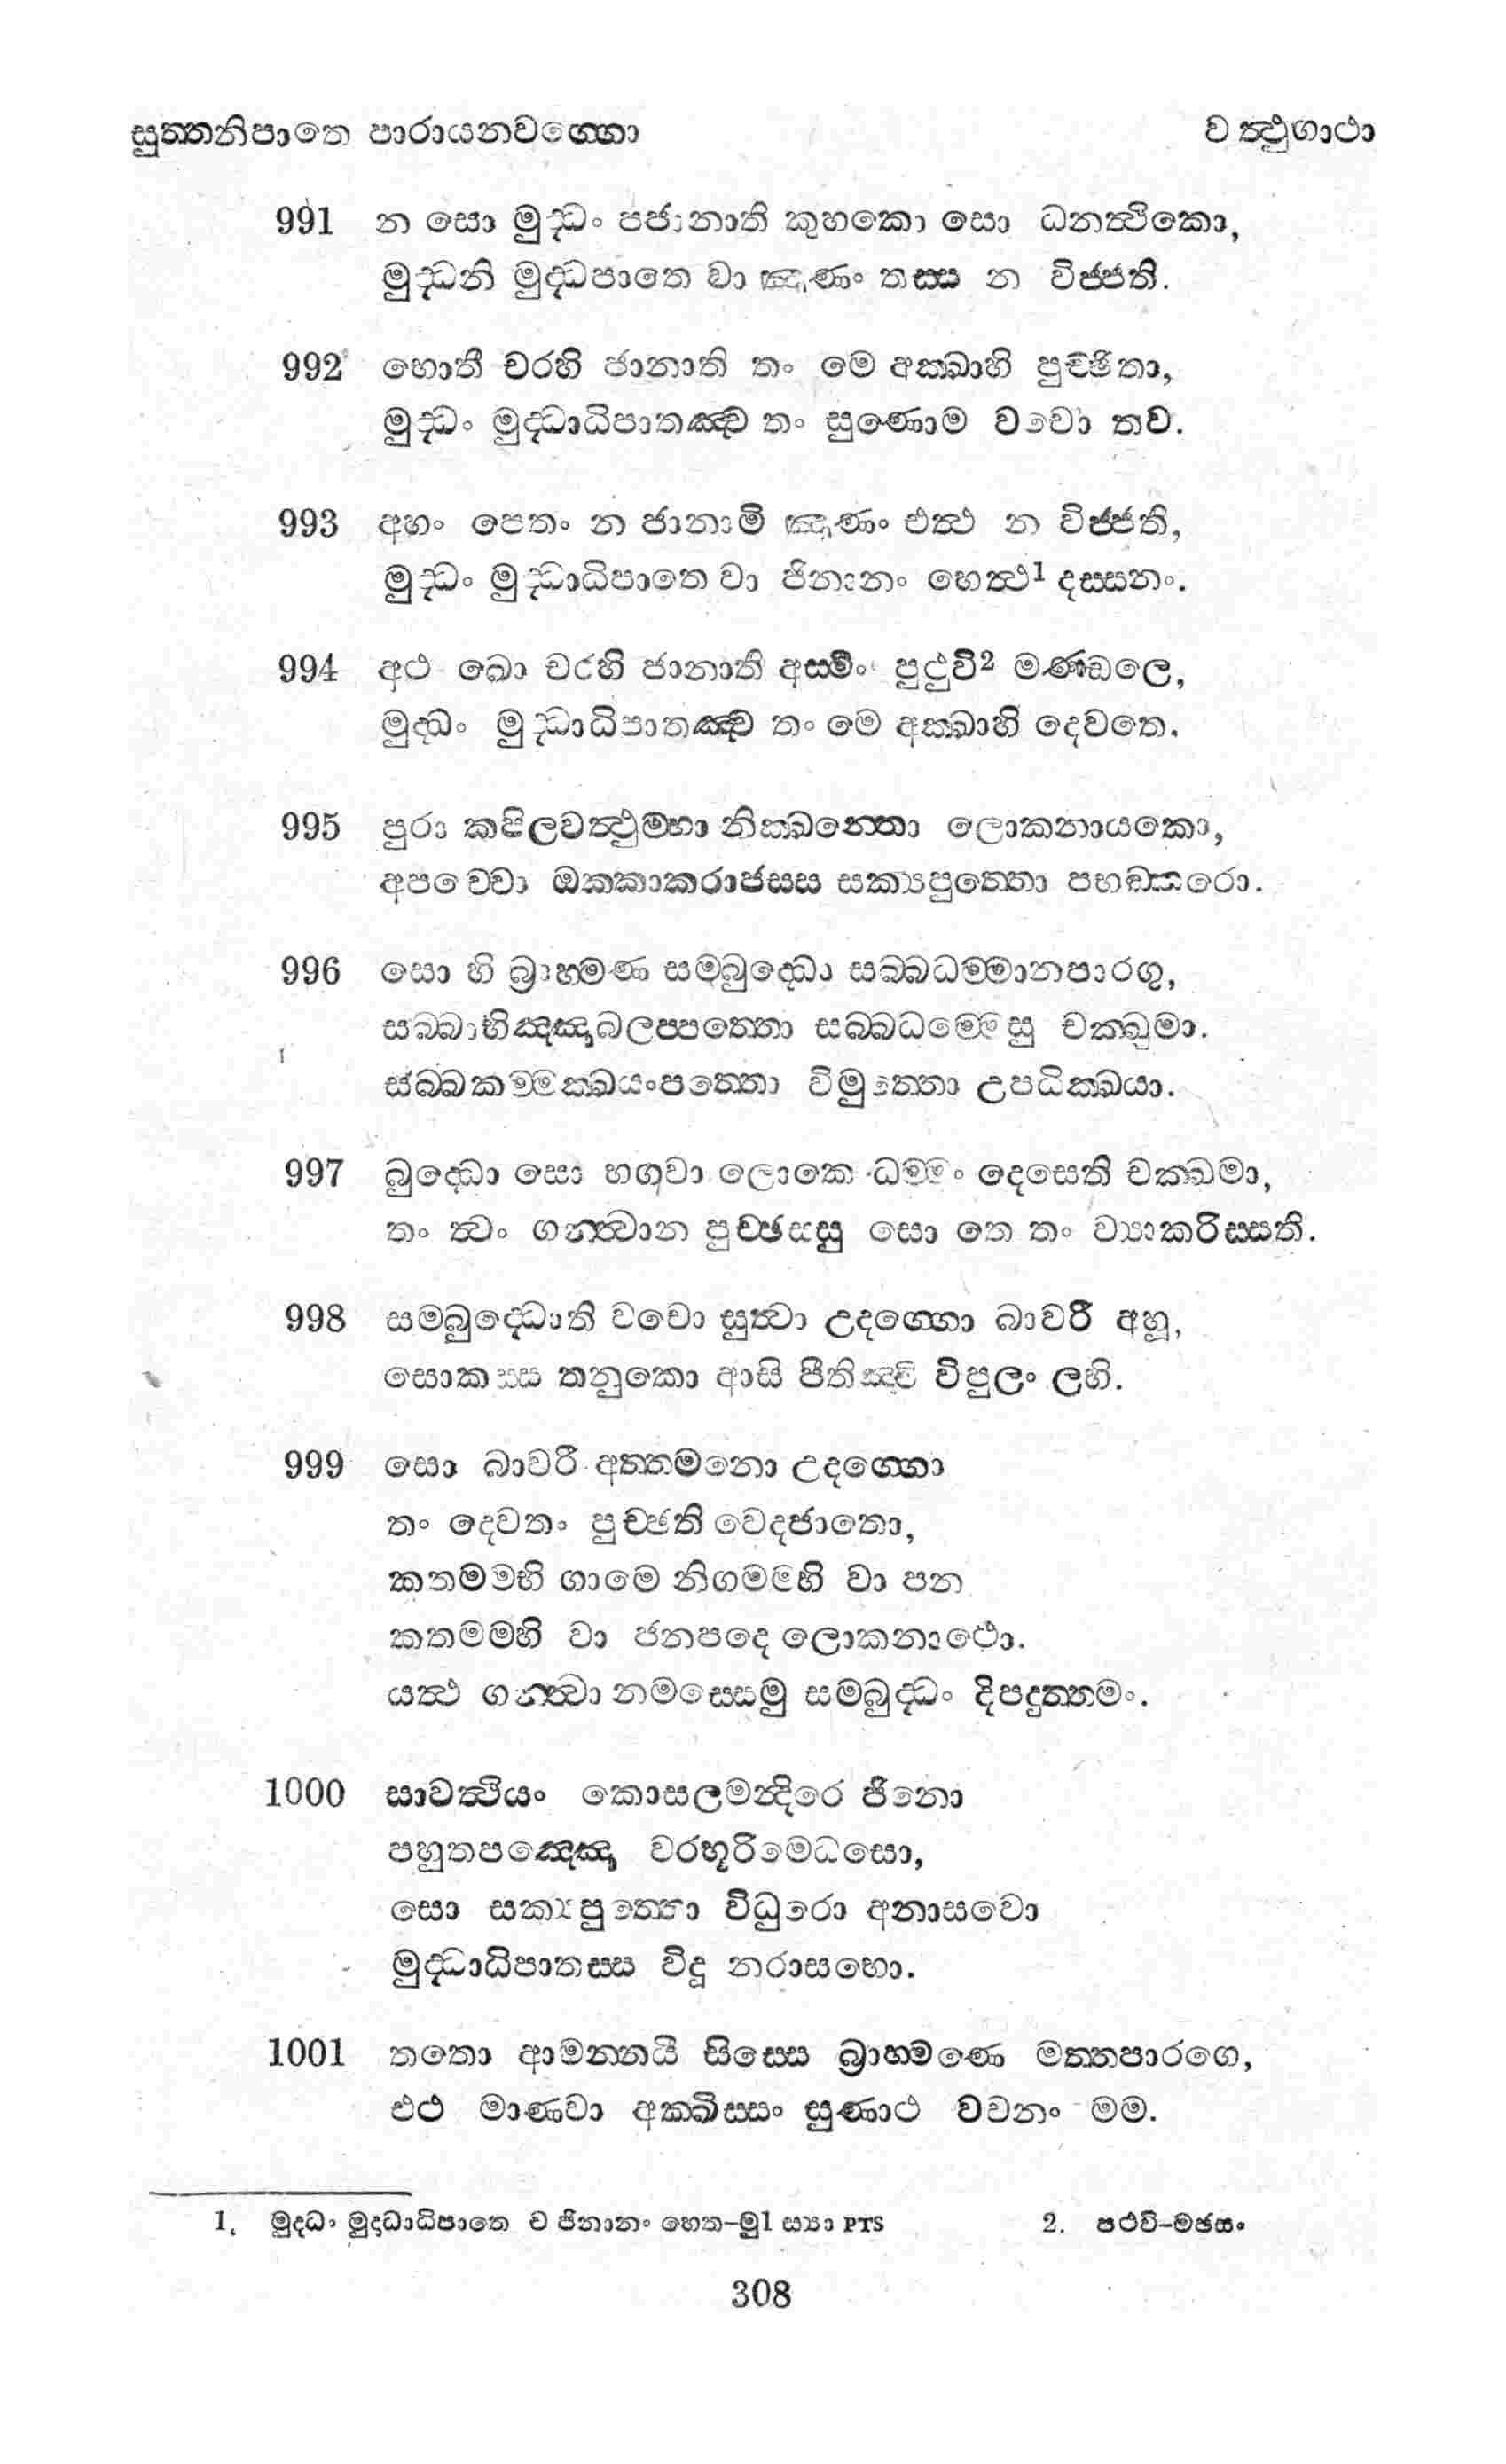 සුත්තනිපාතෙ පාරායනවග්ගො වත්ථුගාථා
991 න සො මුද්ධං පජානාති කුහකො සො ධනත්ථිකො,
මුද්ධනි මුද්ධපාතෙ වා ඤාණං තස්ස න විජ්ජති.
992 භොතී චරහි ජානාති තං මෙ අක්ඛාහි පුච්ඡිතා,
මුද්ධං මුද්ධාධිපාතඤ්ච තං සුණොම වචො තව.
993 අහං පෙතං න ජානාමි ඤාණං එත්ථ න විජ්ජති,
මුද්ධං මුද්ධාධිපාතෙ වා ජිනානං හෙත්ථ1 දස්සනං.
994 අථ ඛො චරහි ජානාති අස්මිං පුථුවි2 මණ්ඩලෙ,
මුද්ධං මුද්ධාධිපාතඤ්ච තං මෙ අක්ඛාහි දෙවතෙ.
995 පුරා කපිලවත්ථුම්හා නික්ඛන්තො ලොකනායකො,
අපච්චො ඔක්කාකරාජස්ස සක්‍යපුත්තො පභඞ්කරො.
996 සො හි බ්‍රාහ්මණ සම්බුද්ධො සබ්බධම්මානපාරගු,
සබ්බාභිඤ්ඤාබලප්පත්තො සබ්බධම්මෙසු චක්ඛුමා.
සබ්බකම්මක්ඛයංපත්තො විමුත්තො උපධික්ඛයා.
997 බුද්ධො සො භගවා ලොකෙ ධම්මං දෙසෙති චක්ඛමා,
තං ත්වං ගන්ත්වාන පුච්ඡස්සු සො තෙ තං ව්‍යාකරිස්සති.
998 සම්බුද්ධොති වචො සුත්වා උදග්ගො බාවරී අහූ,
සොකස්ස තනුකො ආසි පීතිඤ්ච විපුලං ලභි.
999 සො බාවරී අත්තමනො උදග්ගො
තං දෙවතං පුච්ඡති වෙදජාතො,
කතමම්භි ගාමෙ නිගමම්හි වා පන
කතමම්හි වා ජනපදෙ ලොකනාථො.
යත්ථ ගන්ත්වා නමස්සෙමු සම්බුද්ධං දිපදුත්තමං.
1000 සාවත්ථියං කොසලමන්දිරෙ ජිනො
පහුතපඤ්ඤො වරභූරිමෙධසො,
සො සක්‍යපුත්තො විධුරො අනාසවො
මුද්ධාධිපාතස්ස විදූ නරාසභො.
1001 තතො ආමන්තයි සිස්සෙ බ්‍රාහ්මණෙ මන්තපාරගෙ,
එථ මාණවා අක්ඛිස්සං සුණාථ වචනං මම.
1. මුද්ධං මුද්ධාධිපාතෙ ච ජිනානං හෙත-මු1 ස්‍යා PTS 2. පථවි-මජසං
308